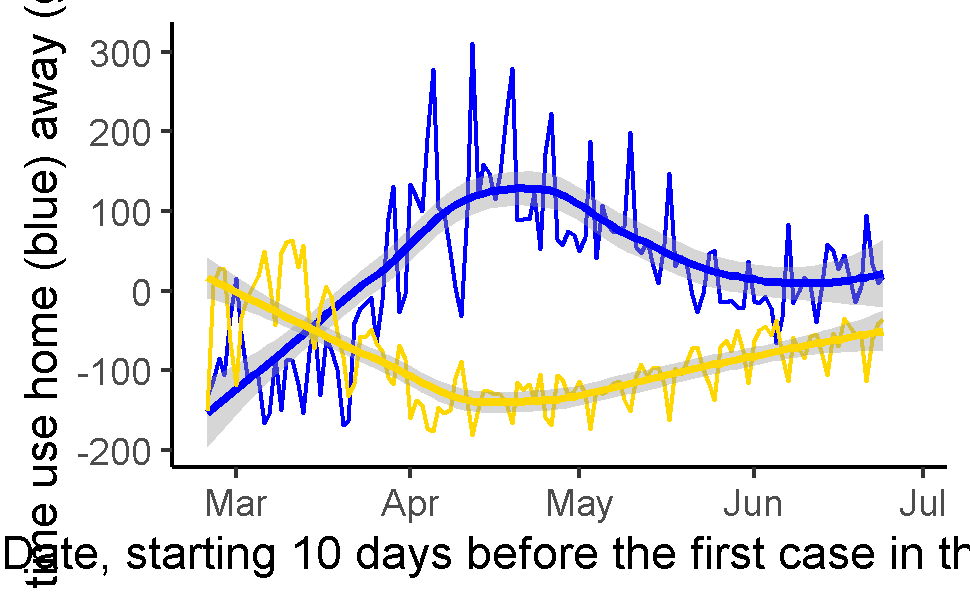 time use home (blue) away (
300
200
100
0
-100
-200
Mar Apr May Jun Jul
Date, starting 10 days before the first case in th